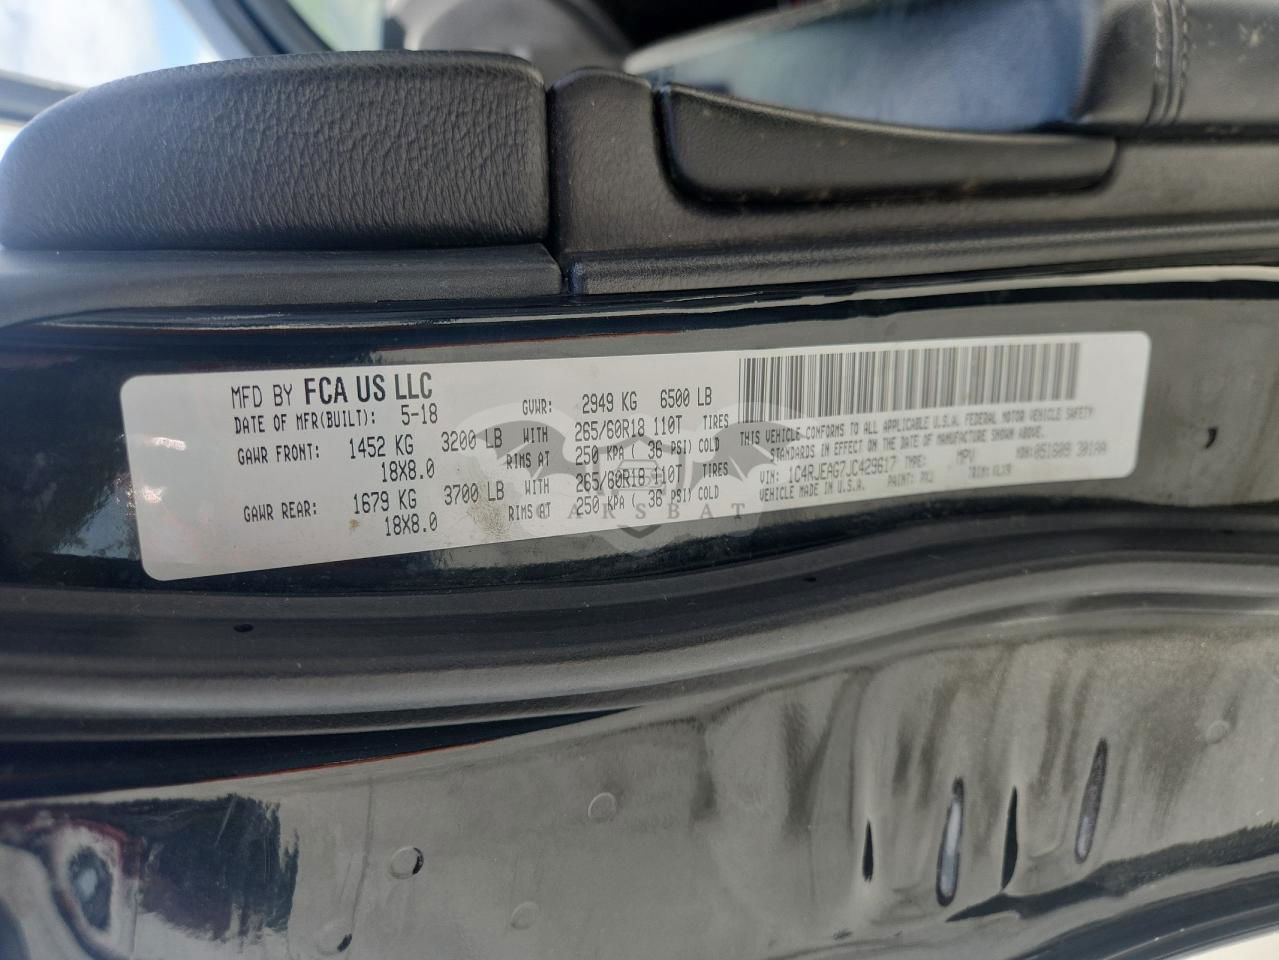 MFD BY FCA US LLC
DATE OF MFR(BUILT): 5-18 GVWR: 2949 KG 6500 LB
GAWR FRONT: 1452 KG 3200 LB WITH 265/60R18 110T TIRES
18X8.0 RIMS AT 250 KPA ( 36 PSI) COLD
GAWR REAR: 1679 KG 3700 LB WITH 265/60R18 110T TIRES
18X8.0 RIMS AT 250 KPA ( 36 PSI) COLD
THIS VEHICLE CONFORMS TO ALL APPLICABLE U.S.A. FEDERAL MOTOR VEHICLE SAFETY
STANDARDS IN EFFECT ON THE DATE OF MANUFACTURE SHOWN ABOVE.
VIN: 1C4RJEAG7JC429617 TYPE: MPV
VEHICLE MADE IN U.S.A. PAINT: PXJ TRIM:
CARSBAT